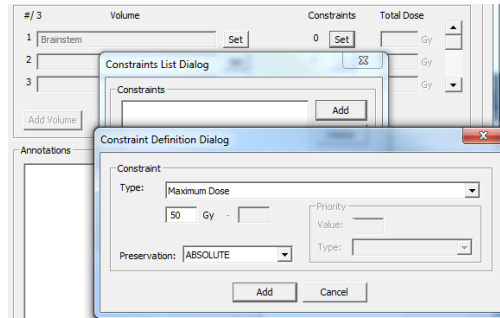 #/ 3 Volume Constraints Total Dose
1 Brainstem Set 0 Set Gy
2 Gy
3 Gy
Constraints List Dialog
Constraints
Add
Add Volume
Annotations
Constraint Definition Dialog
Constraint
Type: Maximum Dose
50 Gy -
Priority
Value:
Type:
Preservation: ABSOLUTE
Add Cancel